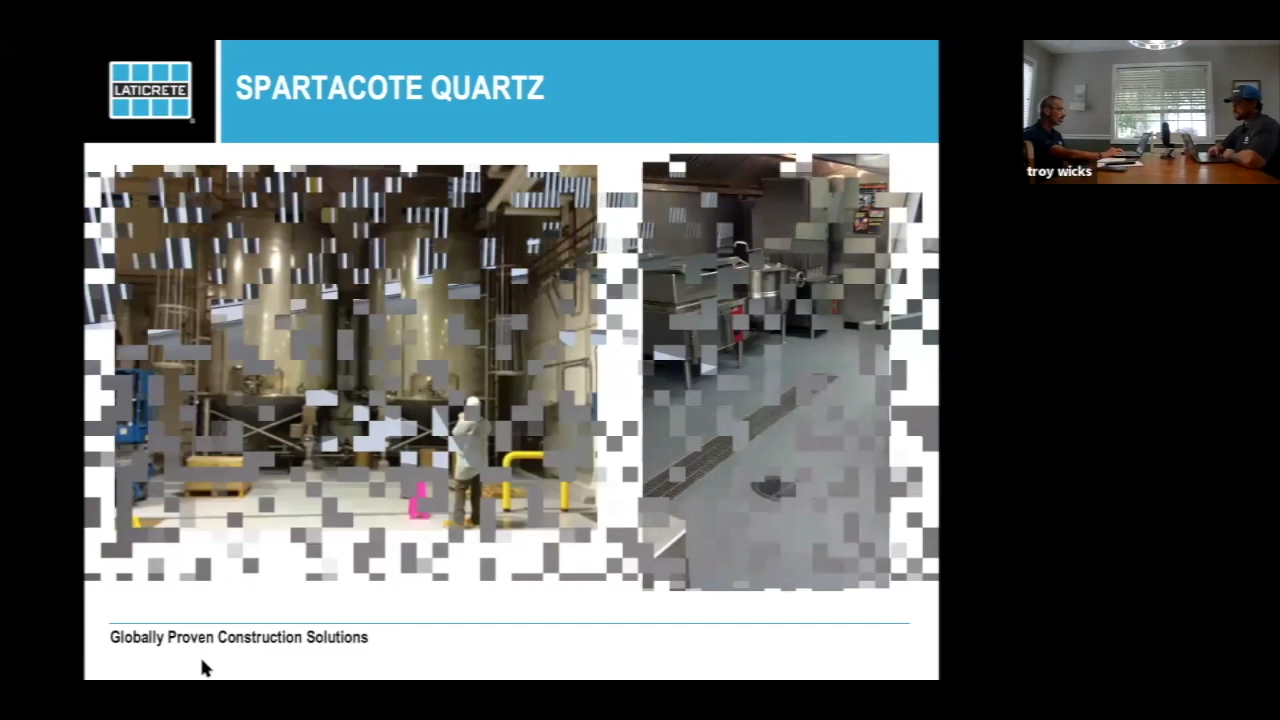 LATICRETE
SPARTACOTE QUARTZ
troy wicks
Globally Proven Construction Solutions